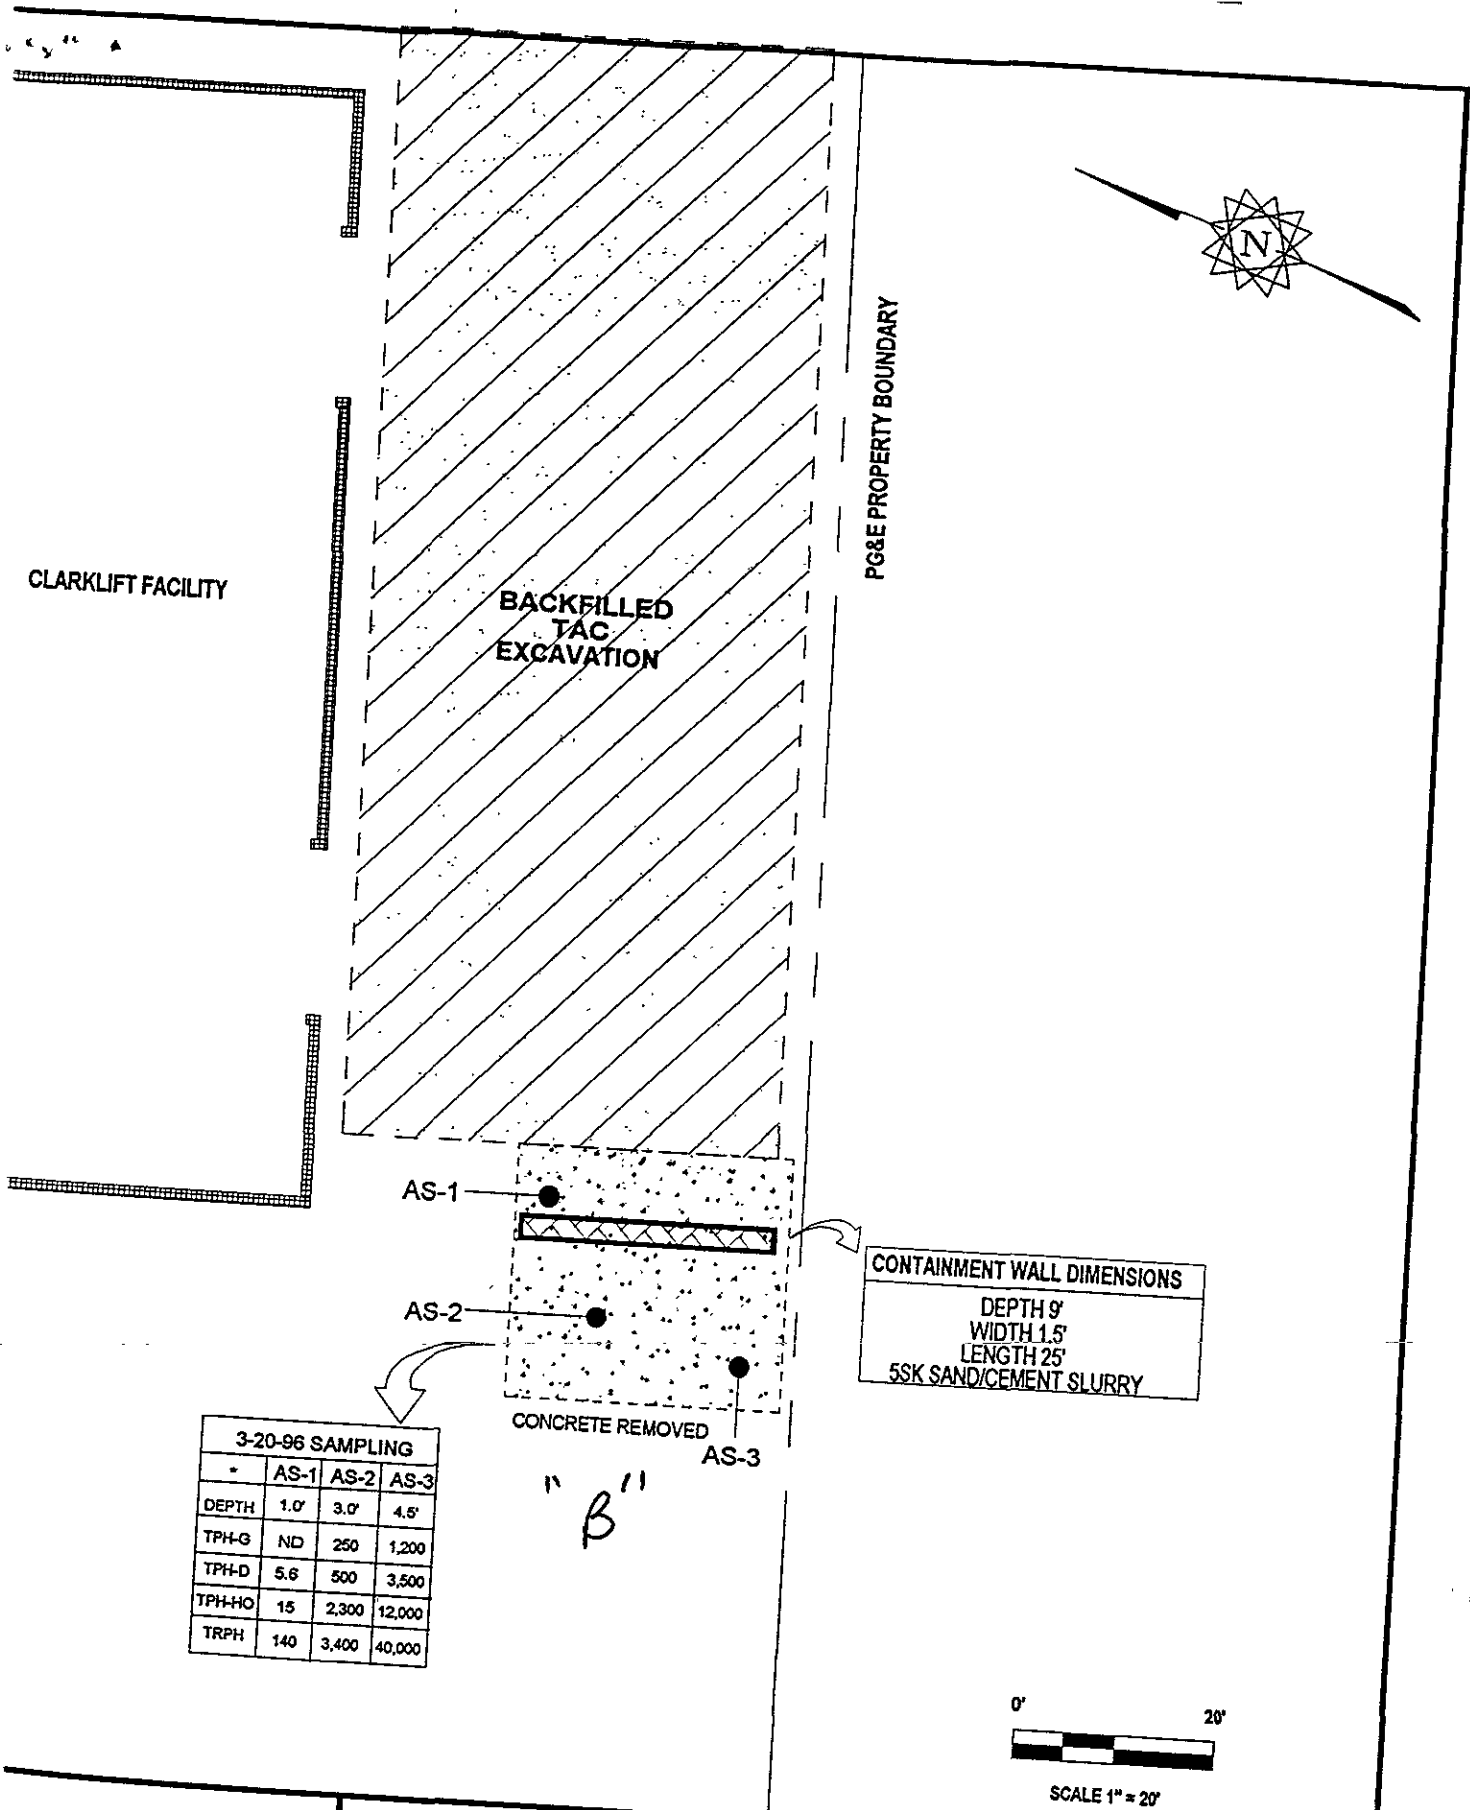 N
PG&E PROPERTY BOUNDARY
CLARKLIFT FACILITY
BACKFILLED
TAC
EXCAVATION
AS-1
AS-2
CONTAINMENT WALL DIMENSIONS
DEPTH 9'
WIDTH 1.5'
LENGTH 25'
5SK SAND/CEMENT SLURRY
CONCRETE REMOVED
AS-3
3-20-96 SAMPLING
* AS-1 AS-2 AS-3
DEPTH 1.0' 3.0' 4.5'
TPH-G ND 250 1,200
TPH-D 5.6 500 3,500
TPH-HO 15 2,300 12,000
TRPH 140 3,400 40,000
"B"
0' 20'
SCALE 1" = 20'